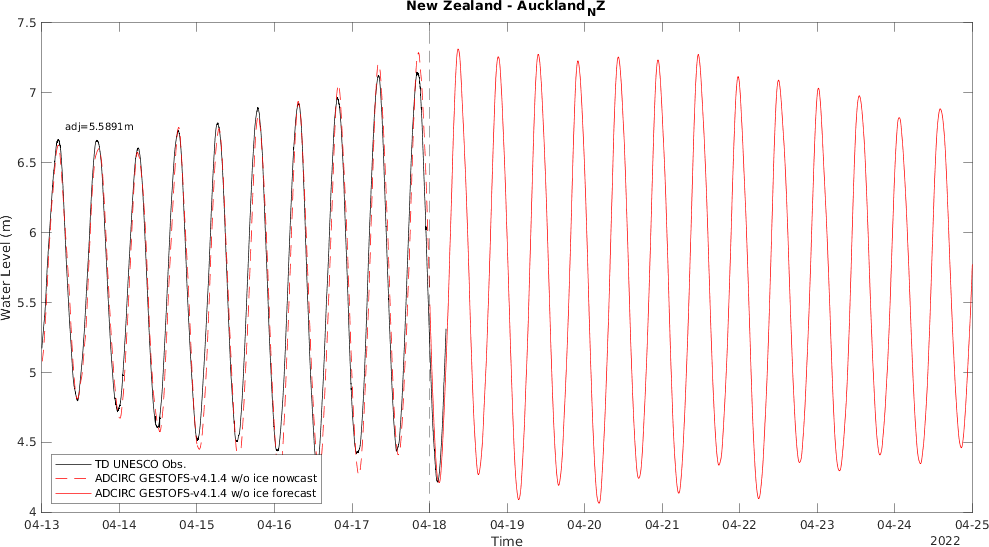 New Zealand - Auckland_NZ
7.5
7
6.5
6
5.5
5
4.5
4
Water Level (m)
adj=5.5891m
TD UNESCO Obs.
ADCIRC GESTOFS-v4.1.4 w/o ice nowcast
ADCIRC GESTOFS-v4.1.4 w/o ice forecast
04-13 04-14 04-15 04-16 04-17 04-18 04-19 04-20 04-21 04-22 04-23 04-24 04-25
Time
2022